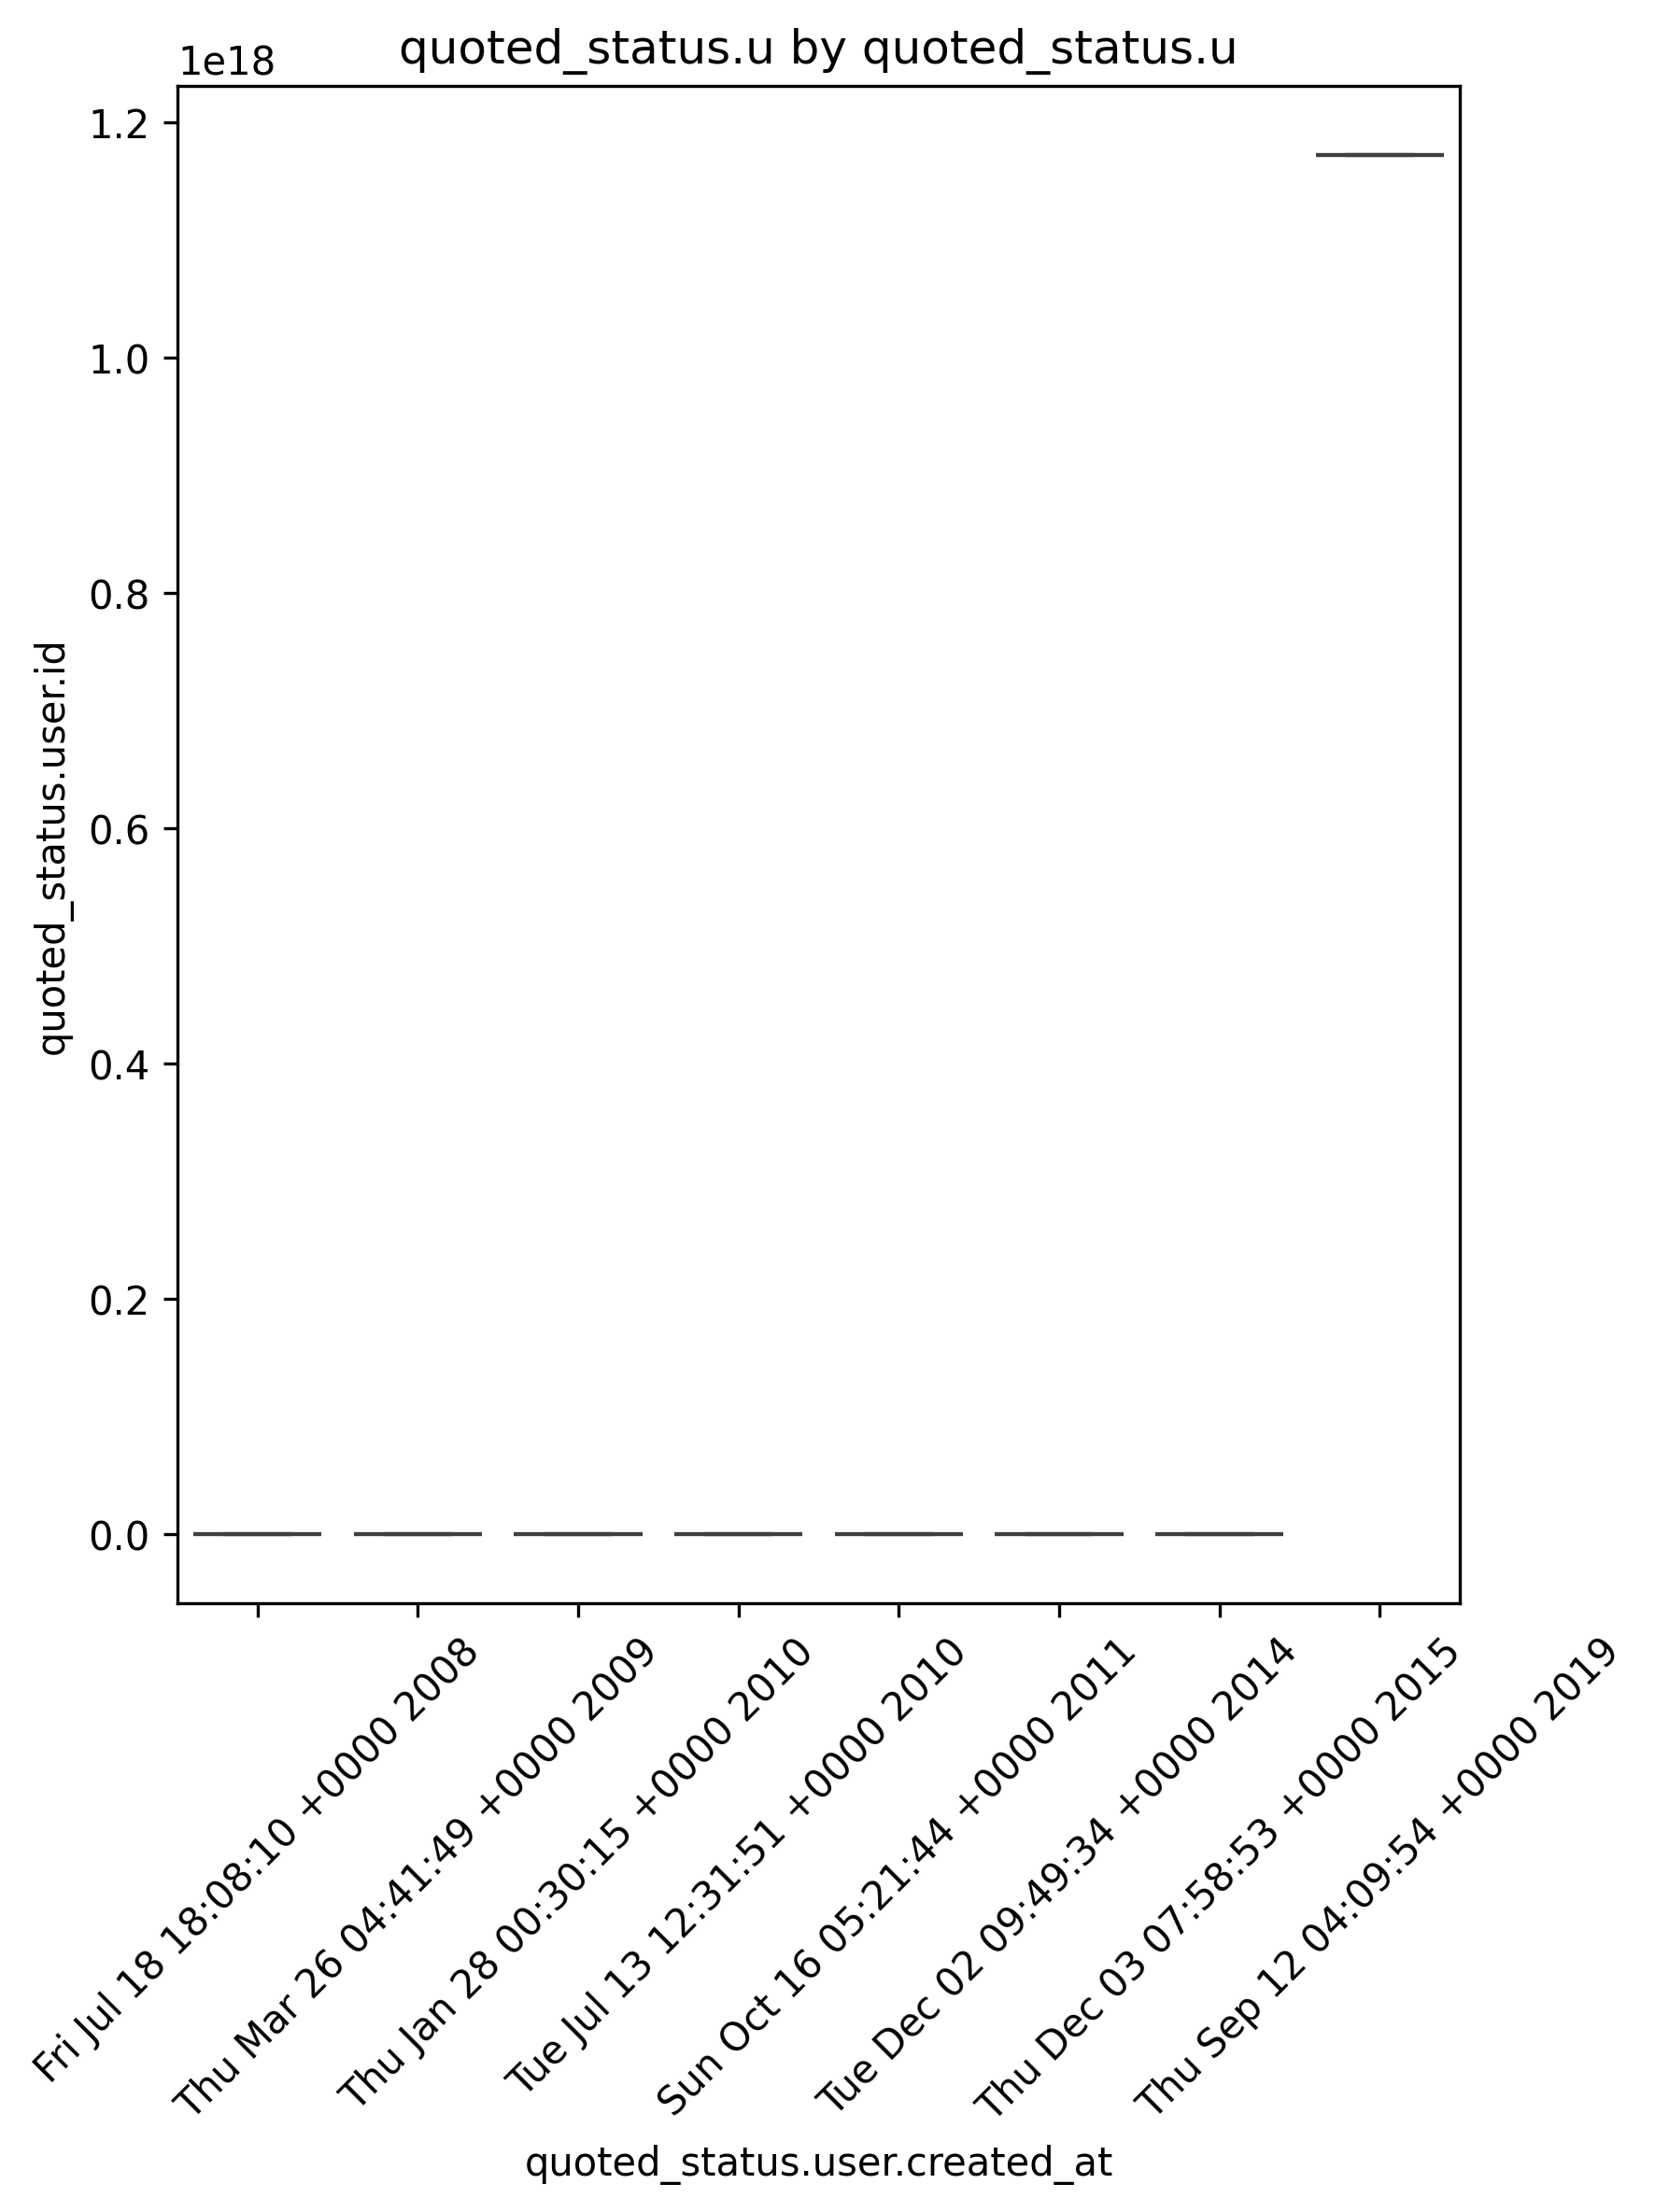 quoted_status.u by quoted_status.u
1e18
1.2
1.0
0.8
0.6
0.4
0.2
0.0
quoted_status.user.id
Fri Jul 18 18:08:10 +0000 2008
Thu Mar 26 04:41:49 +0000 2009
Thu Jan 28 00:30:15 +0000 2010
Tue Jul 13 12:31:51 +0000 2010
Sun Oct 16 05:21:44 +0000 2011
Tue Dec 02 09:49:34 +0000 2014
Thu Dec 03 07:58:53 +0000 2015
Thu Sep 12 04:09:54 +0000 2019
quoted_status.user.created_at